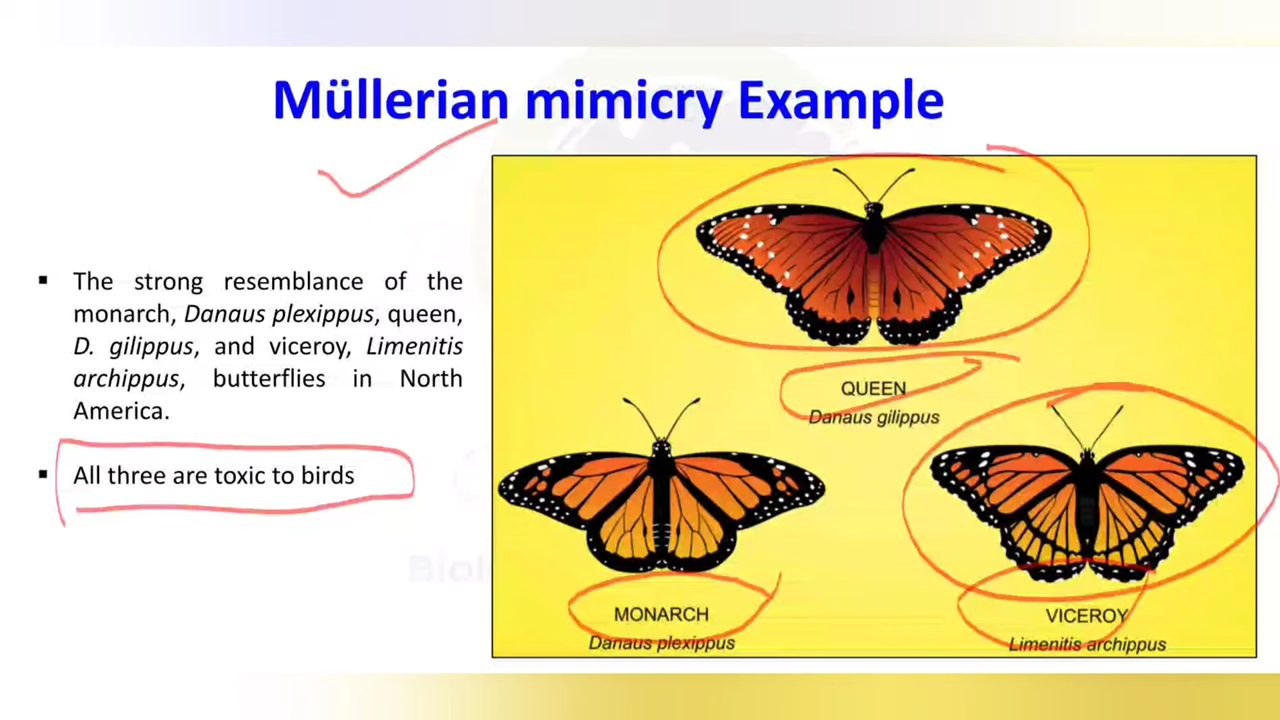 Müllerian mimicry Example
▪ The strong resemblance of the
monarch, Danaus plexippus, queen,
D. gilippus, and viceroy, Limenitis
archippus, butterflies in North
America.
▪ All three are toxic to birds
QUEEN
Danaus gilippus
MONARCH
Danaus plexippus
VICEROY
Limenitis archippus